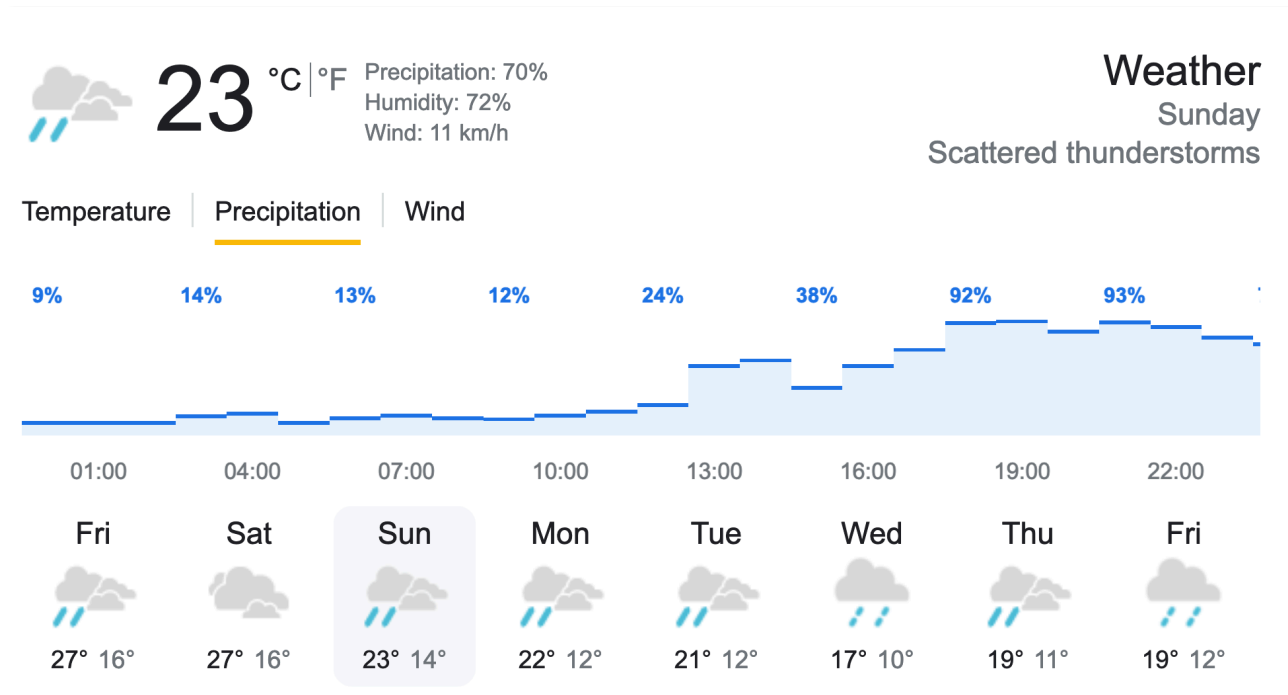 23 °C | °F
Precipitation: 70%
Humidity: 72%
Wind: 11 km/h
Weather
Sunday
Scattered thunderstorms
Temperature | Precipitation | Wind
9% 14% 13% 12% 24% 38% 92% 93%
01:00 04:00 07:00 10:00 13:00 16:00 19:00 22:00
Fri Sat Sun Mon Tue Wed Thu Fri
27° 16° 27° 16° 23° 14° 22° 12° 21° 12° 17° 10° 19° 11° 19° 12°